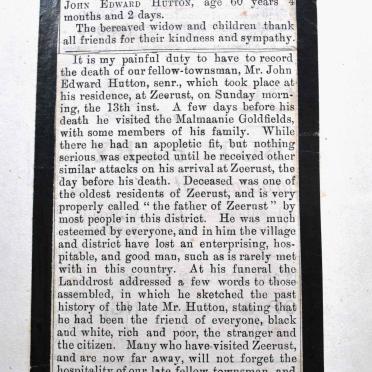 JOHN EDWARD HUTTON, age 60 years 4
months and 2 days.
The bereaved widow and children thank
all friends for their kindness and sympathy.
It is my painful duty to have to record
the death of our fellow-townsman, Mr. John
Edward Hutton, senr., which took place at
his residence, at Zeerust, on Sunday morn-
ing, the 13th inst. A few days before his
death he visited the Malmaanie Goldfields,
with some members of his family. While
there he had an apopletic fit, but nothing
serious was expected until be received other
similar attacks on his arrival at Zeerust, the
day before his death. Deceased was one of
the oldest residents of Zeerust, and is very
properly called "the father of Zeerust" by
most people in this district. He was much
esteemed by everyone, and in him the village
and district have lost an enterprising, hos-
pitable, and good man, such as is rarely met
with in this country. At his funeral the
Landdrost addressed a few words to those
assembled, in which he sketched the past
history of the late Mr. Hutton, stating that
he had been the friend of everyone, black
and white, rich and poor, the stranger and
the citizen. Many who have visited Zeerust,
and are now far away, will not forget the
hospitality of our late fellow-townsman, and